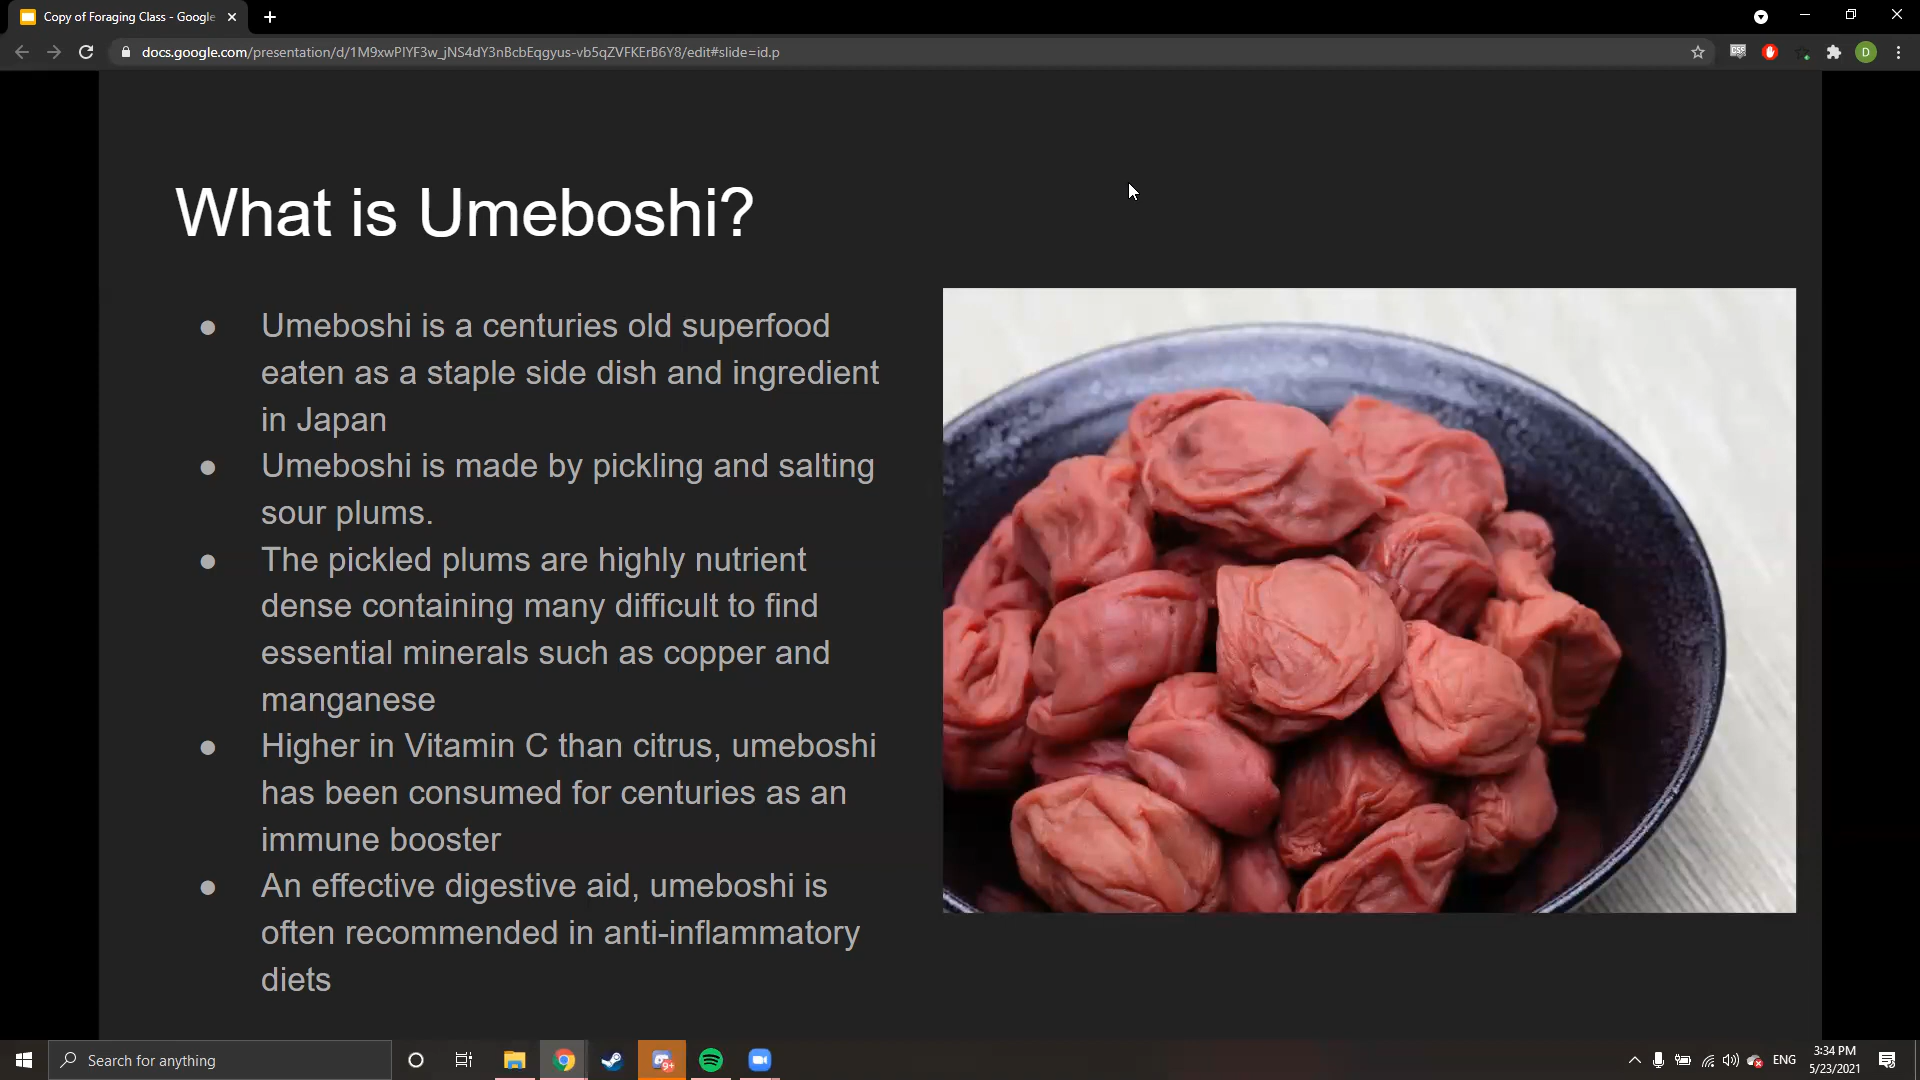 Copy of Foraging Class - Google
docs.google.com/presentation/d/1M9xwPIYF3w_jNS4dY3nBcbEqgyus-vb5qZVFKErB6Y8/edit#slide=id.p
CSP
D
What is Umeboshi?
● Umeboshi is a centuries old superfood
eaten as a staple side dish and ingredient
in Japan
● Umeboshi is made by pickling and salting
sour plums.
● The pickled plums are highly nutrient
dense containing many difficult to find
essential minerals such as copper and
manganese
● Higher in Vitamin C than citrus, umeboshi
has been consumed for centuries as an
immune booster
● An effective digestive aid, umeboshi is
often recommended in anti-inflammatory
diets
Search for anything
9+
ENG
3:34 PM
5/23/2021